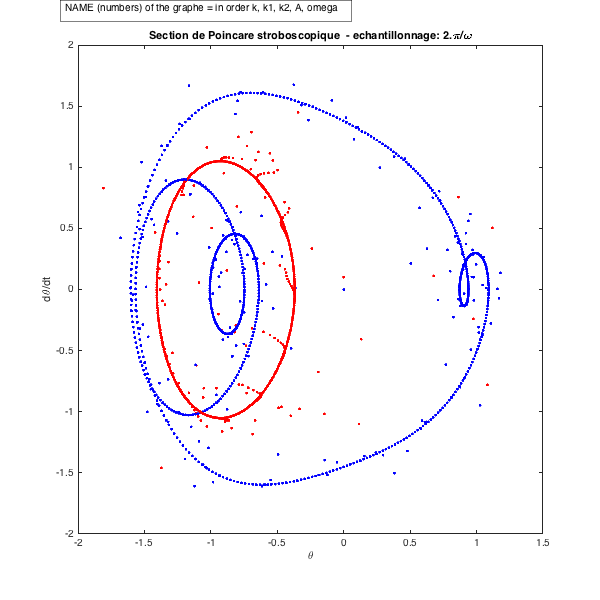 NAME (numbers) of the graphe = in order k, k1, k2, A, omega
Section de Poincare stroboscopique - echantillonnage: 2.π/ω
2
1.5
1
0.5
0
-0.5
-1
-1.5
-2
dθ/dt
-2 -1.5 -1 -0.5 0 0.5 1 1.5
θ